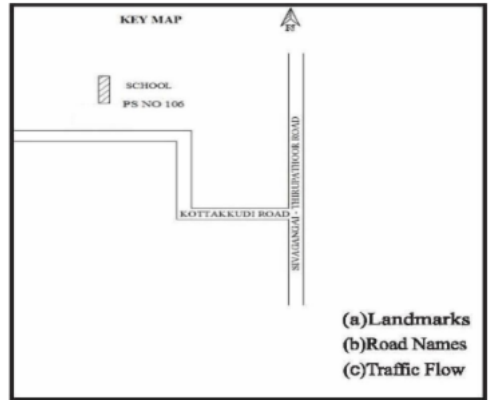 KEY MAP
N
SCHOOL
PS NO 106
SIVAGANGAI - THIRUPATHOOR ROAD
KOTTAKKUDI ROAD
(a)Landmarks
(b)Road Names
(c)Traffic Flow